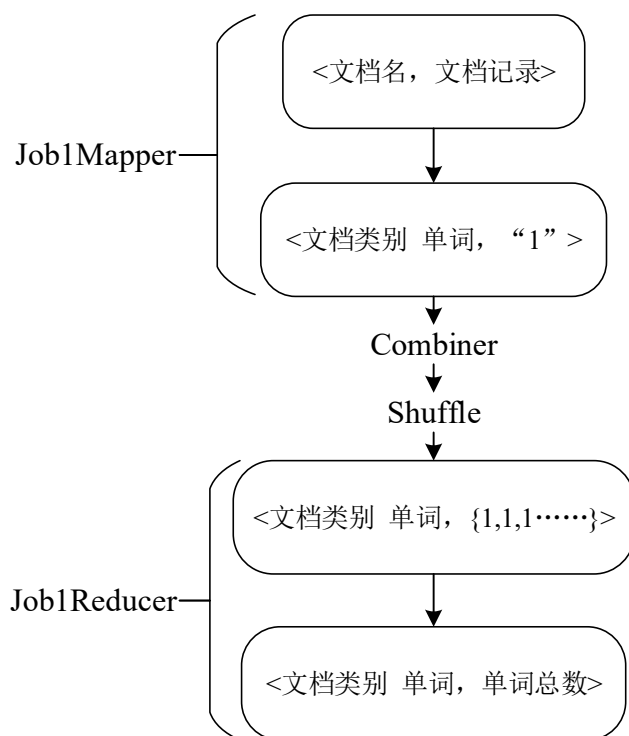 <文档名，文档记录>
Job1Mapper
<文档类别 单词，“1”>
Combiner
Shuffle
<文档类别 单词，{1,1,1……}>
Job1Reducer
<文档类别 单词，单词总数>